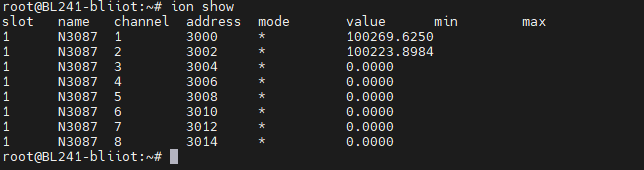 root@BL241-bliiot:~# ion show
slot name channel address mode value min max
1 N3087 1 3000 * 100269.6250
1 N3087 2 3002 * 100223.8984
1 N3087 3 3004 * 0.0000
1 N3087 4 3006 * 0.0000
1 N3087 5 3008 * 0.0000
1 N3087 6 3010 * 0.0000
1 N3087 7 3012 * 0.0000
1 N3087 8 3014 * 0.0000
root@BL241-bliiot:~#